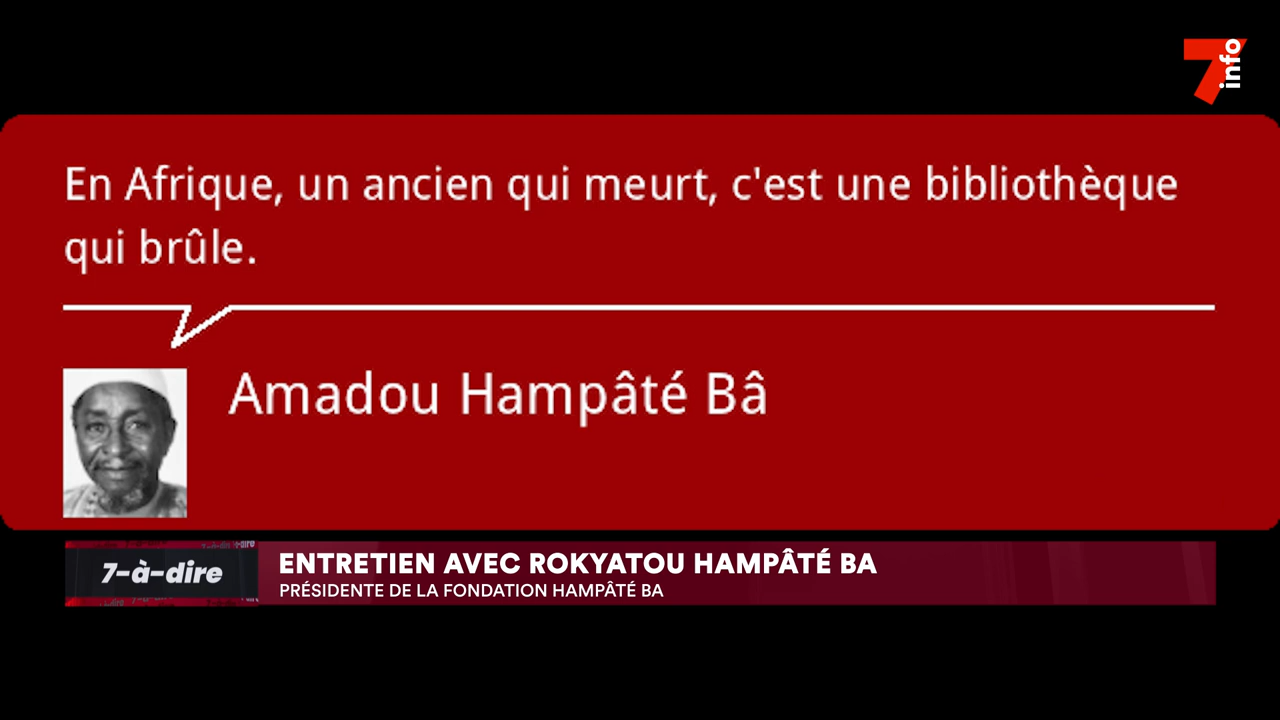 7 info
En Afrique, un ancien qui meurt, c'est une bibliothèque
qui brûle.
Amadou Hampâté Bâ
7-à-dire
ENTRETIEN AVEC ROKYATOU HAMPÂTÉ BA
PRÉSIDENTE DE LA FONDATION HAMPÂTÉ BA